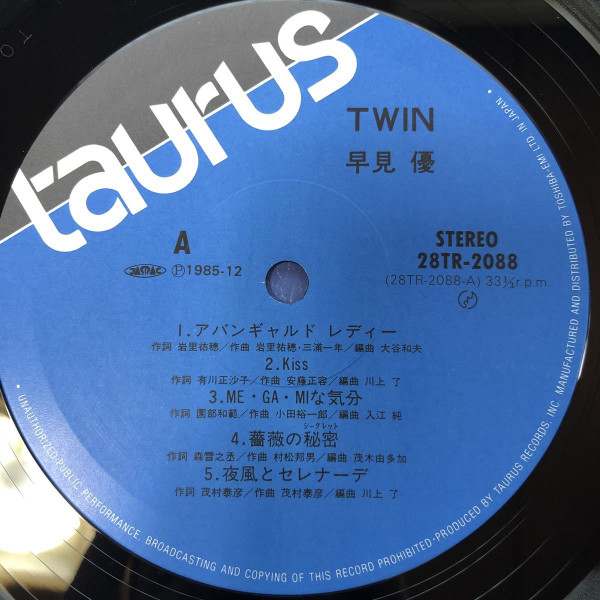 taurus
TWIN
早見 優
A
STEREO
28TR-2088
JASRAC Ⓟ1985-12
(28TR-2088-A) 33⅓r.p.m.
1.アバンギャルド レディー
作詞 岩里祐穂/作曲 岩里祐穂・三浦一年/編曲 大谷和夫
2.Kiss
作詞 有川正沙子/作曲 安藤正容/編曲 川上 了
3.ME・GA・MIな気分
作詞 園部和範/作曲 小田裕一郎/編曲 入江 純
シークレット
4.薔薇の秘密
作詞 森雪之丞/作曲 村松邦男/編曲 茂木由多加
5.夜風とセレナーデ
作詞 茂村泰彦/作曲 茂村泰彦/編曲 川上 了
・UNAUTHORIZED PUBLIC PERFORMANCE, BROADCASTING AND COPYING OF THIS RECORD PROHIBITED・PRODUCED BY TAURUS RECORDS, INC. MANUFACTURED AND DISTRIBUTED BY TOSHIBA-EMI LTD IN JAPAN・